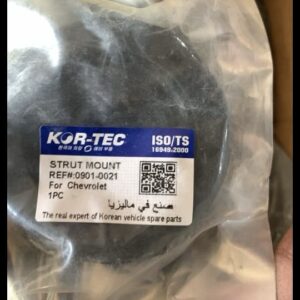 KOR-TEC
ISO/TS
16949:2000
STRUT MOUNT
REF#:0901-0021
For Chevrolet
1PC
صنع في ماليزيا
The real expert of Korean vehicle spare parts